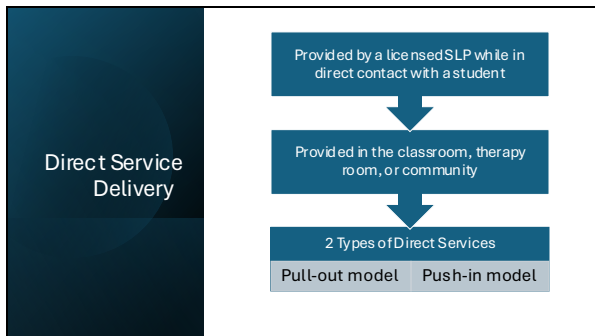 Direct Service
Delivery
Provided by a licensed SLP while in
direct contact with a student
Provided in the classroom, therapy
room, or community
2 Types of Direct Services
Pull-out model Push-in model